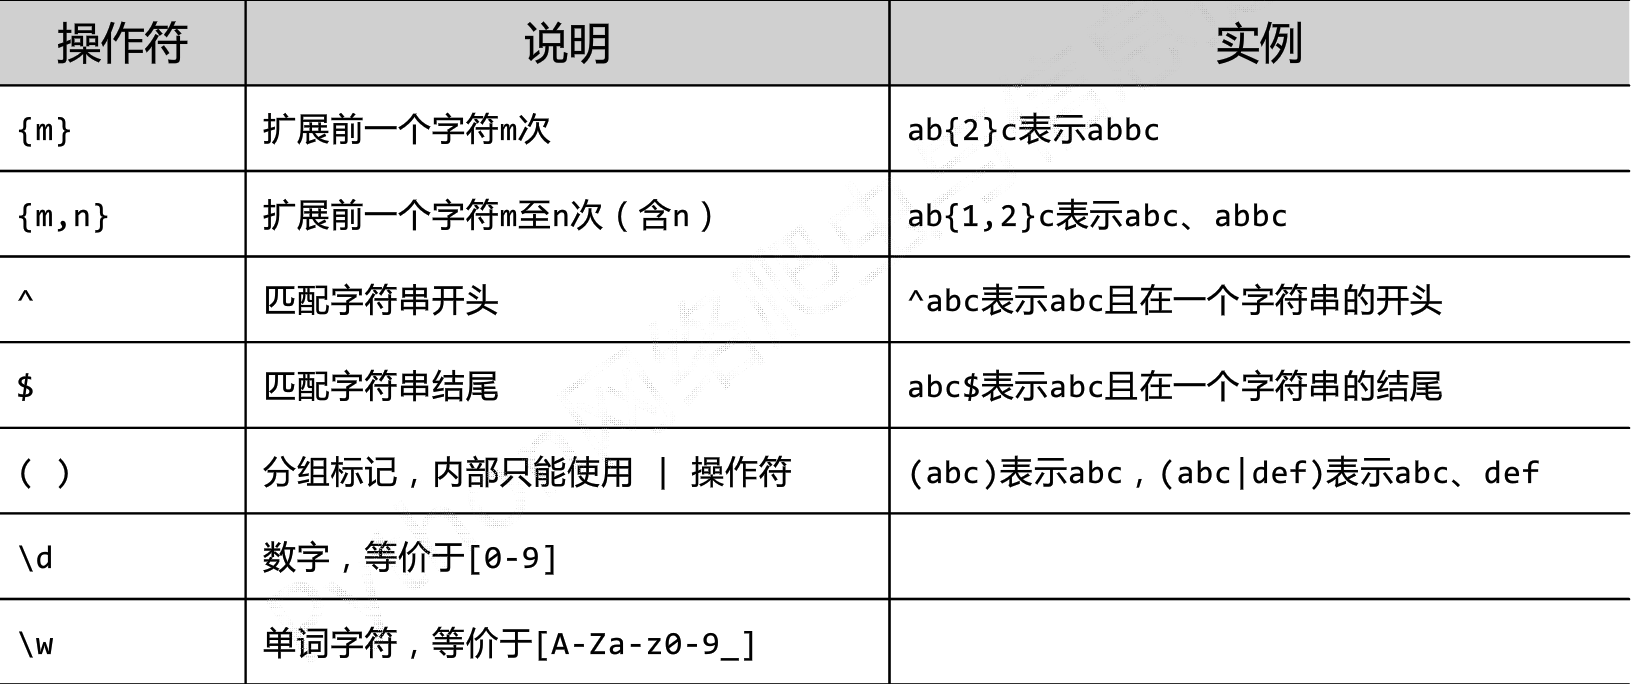 操作符 说明 实例
{m} 扩展前一个字符m次 ab{2}c表示abbc
{m,n} 扩展前一个字符m至n次（含n） ab{1,2}c表示abc、abbc
^ 匹配字符串开头 ^abc表示abc且在一个字符串的开头
$ 匹配字符串结尾 abc$表示abc且在一个字符串的结尾
( ) 分组标记，内部只能使用 | 操作符 (abc)表示abc，(abc|def)表示abc、def
\d 数字，等价于[0-9]
\w 单词字符，等价于[A-Za-z0-9_]